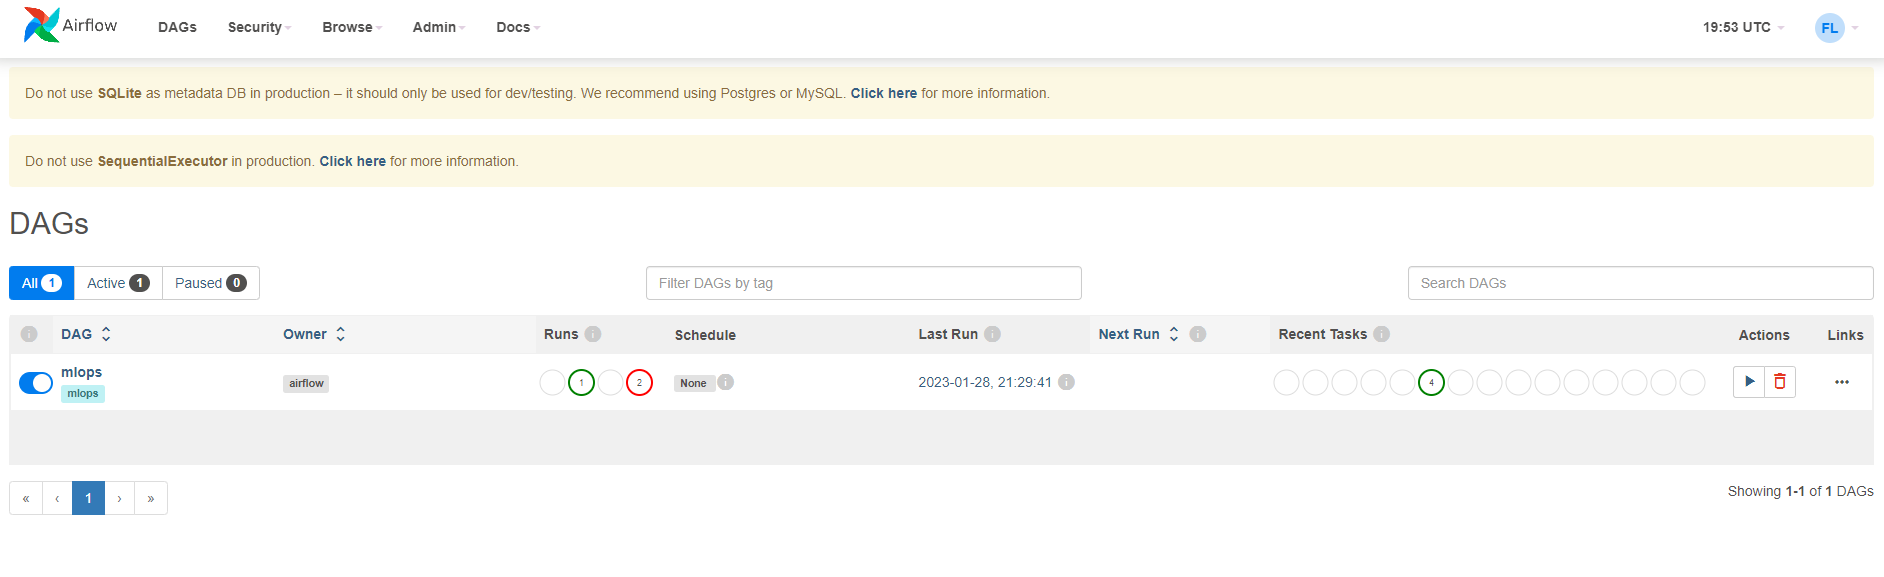 Airflow DAGs Security Browse Admin Docs 19:53 UTC FL
Do not use SQLite as metadata DB in production – it should only be used for dev/testing. We recommend using Postgres or MySQL. Click here for more information.
Do not use SequentialExecutor in production. Click here for more information.
DAGs
All 1 Active 1 Paused 0 Filter DAGs by tag Search DAGs
i DAG Owner Runs i Schedule Last Run i Next Run i Recent Tasks i Actions Links
mlops
airflow 1 2 None i 2023-01-28, 21:29:41 i 4 •••
mlops
« ‹ 1 › »
Showing 1-1 of 1 DAGs